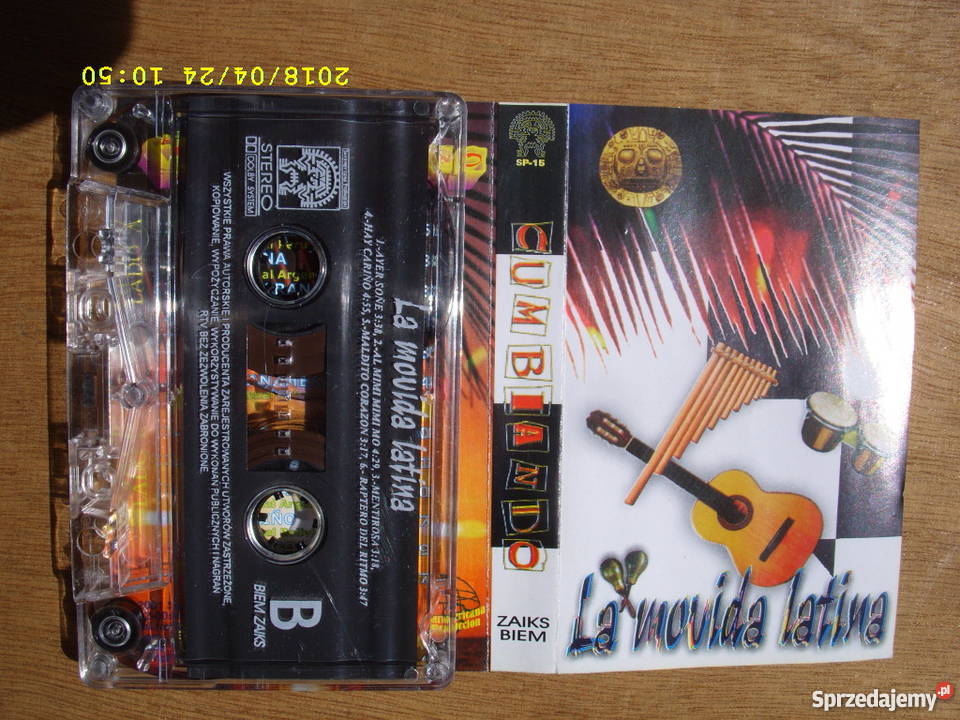 2018/04/24 10:50
La movida latina
1.-AYER SOÑE 3:38, 2.-AL MIMI MIMI MO 4:29, 3.-MENTIROSA 3:18,
4.-HAY CARIÑO 4:55, 5.-MALDITO CORAZON 3:17, 6.-RAPTERO DEL RITMO 3:47
STEREO
DOLBY SYSTEM
B
BIEM ZAIKS
WSZYSTKIE PRAWA AUTORSKIE I PRODUCENTA ZAREJESTROWANYCH UTWORÓW ZASTRZEŻONE.
KOPIOWANIE, WYPOŻYCZANIE, WYKORZYSTYWANIE DO WYKONAŃ PUBLICZNYCH I NAGRAŃ
RTV BEZ ZEZWOLENIA ZABRONIONE
LADO A
SP-15
CUMBIANDO
ZAIKS
BIEM
La movida latina
Sprzedajemy.pl